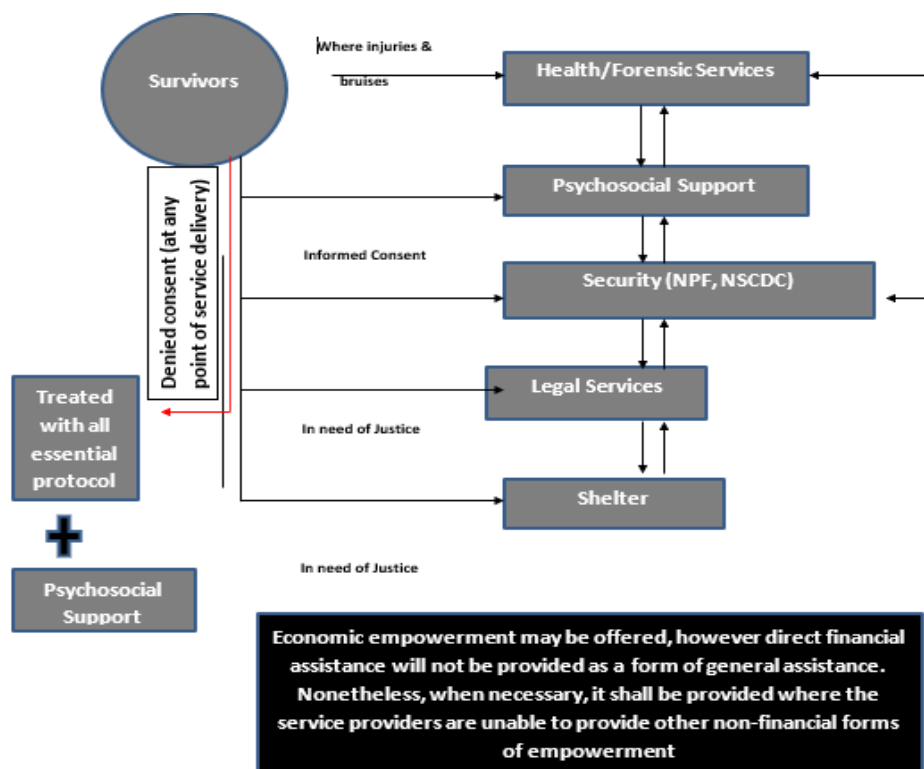 Survivors
Where injuries &
bruises
Health/Forensic Services
Denied consent (at any
point of service delivery)
Psychosocial Support
Informed Consent
Security (NPF, NSCDC)
Treated
with all
essential
protocol
Legal Services
In need of Justice
Shelter
In need of Justice
Psychosocial
Support
Economic empowerment may be offered, however direct financial
assistance will not be provided as a form of general assistance.
Nonetheless, when necessary, it shall be provided where the
service providers are unable to provide other non-financial forms
of empowerment